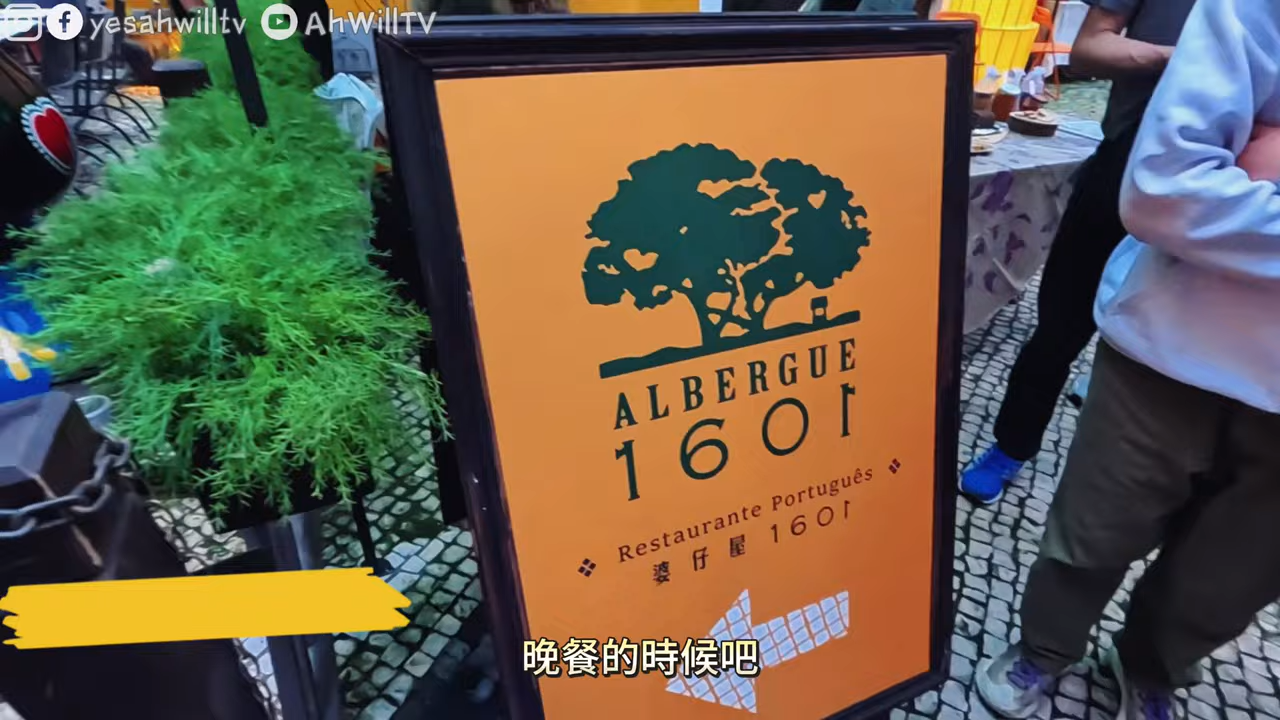 yesahwilltv AhWillTV
ALBERGUE
1601
Restaurante Português
婆仔屋 1601
晚餐的時候吧